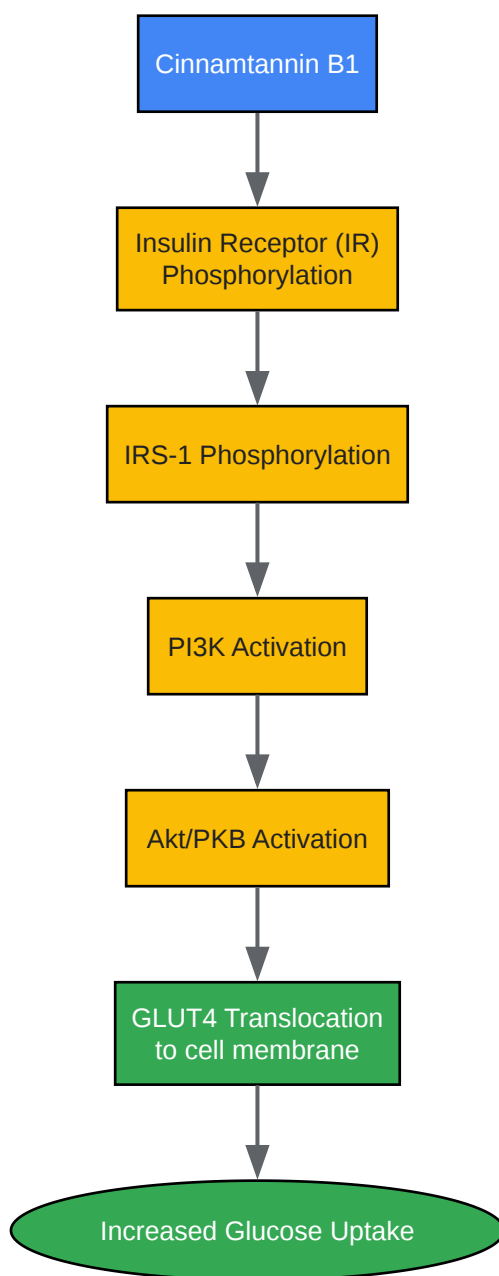 Cinnamtannin B1
Insulin Receptor (IR)
Phosphorylation
IRS-1 Phosphorylation
PI3K Activation
Akt/PKB Activation
GLUT4 Translocation
to cell membrane
Increased Glucose Uptake